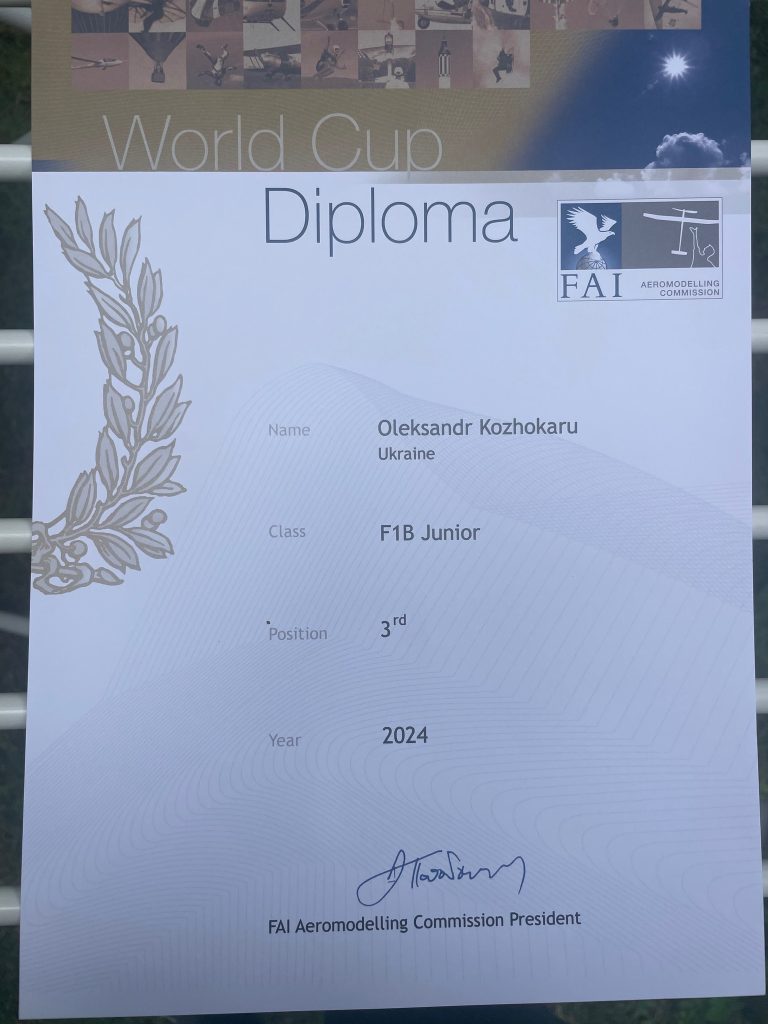 World Cup
Diploma
FAI
AEROMODELLING
COMMISSION
Name
Oleksandr Kozhokaru
Ukraine
Class
F1B Junior
Position
3rd
Year
2024
FAI Aeromodelling Commission President